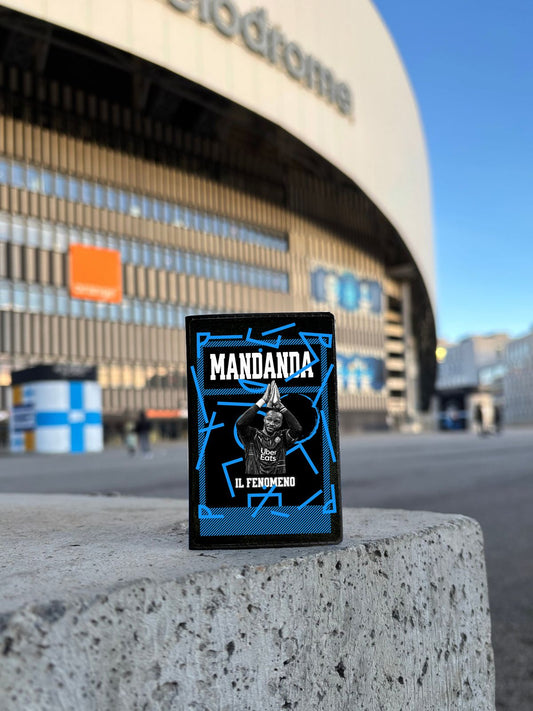 elodrome
orange
MANDANDA
Uber
Eats
IL FENOMENO